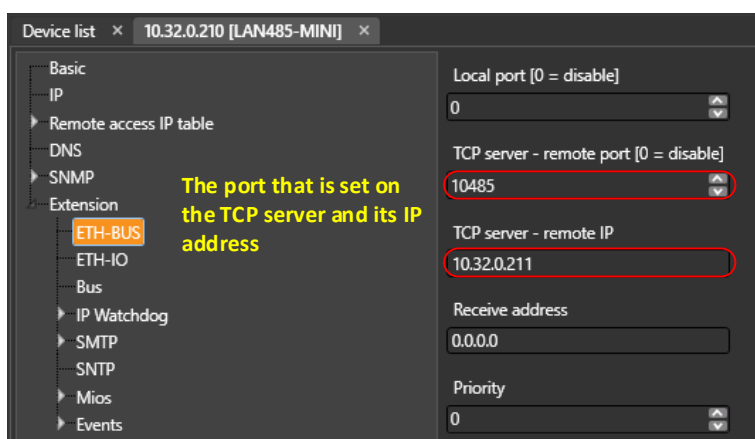 Device list × 10.32.0.210 [LAN485-MINI] ×
Basic
IP
Remote access IP table
DNS
SNMP
Extension
ETH-BUS
ETH-IO
Bus
IP Watchdog
SMTP
SNTP
Mios
Events
The port that is set on
the TCP server and its IP
address
Local port [0 = disable]
0
TCP server - remote port [0 = disable]
10485
TCP server - remote IP
10.32.0.211
Receive address
0.0.0.0
Priority
0